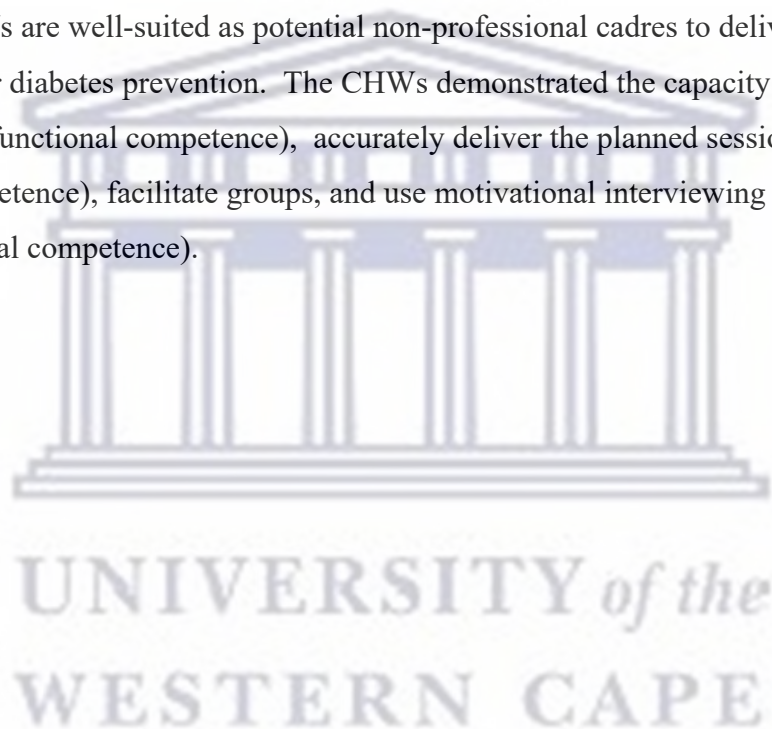 s are well-suited as potential non-professional cadres to deliv
r diabetes prevention.  The CHWs demonstrated the capacity
unctional competence),  accurately deliver the planned sessio
etence), facilitate groups, and use motivational interviewing
al competence).
UNIVERSITY of the
WESTERN CAPE